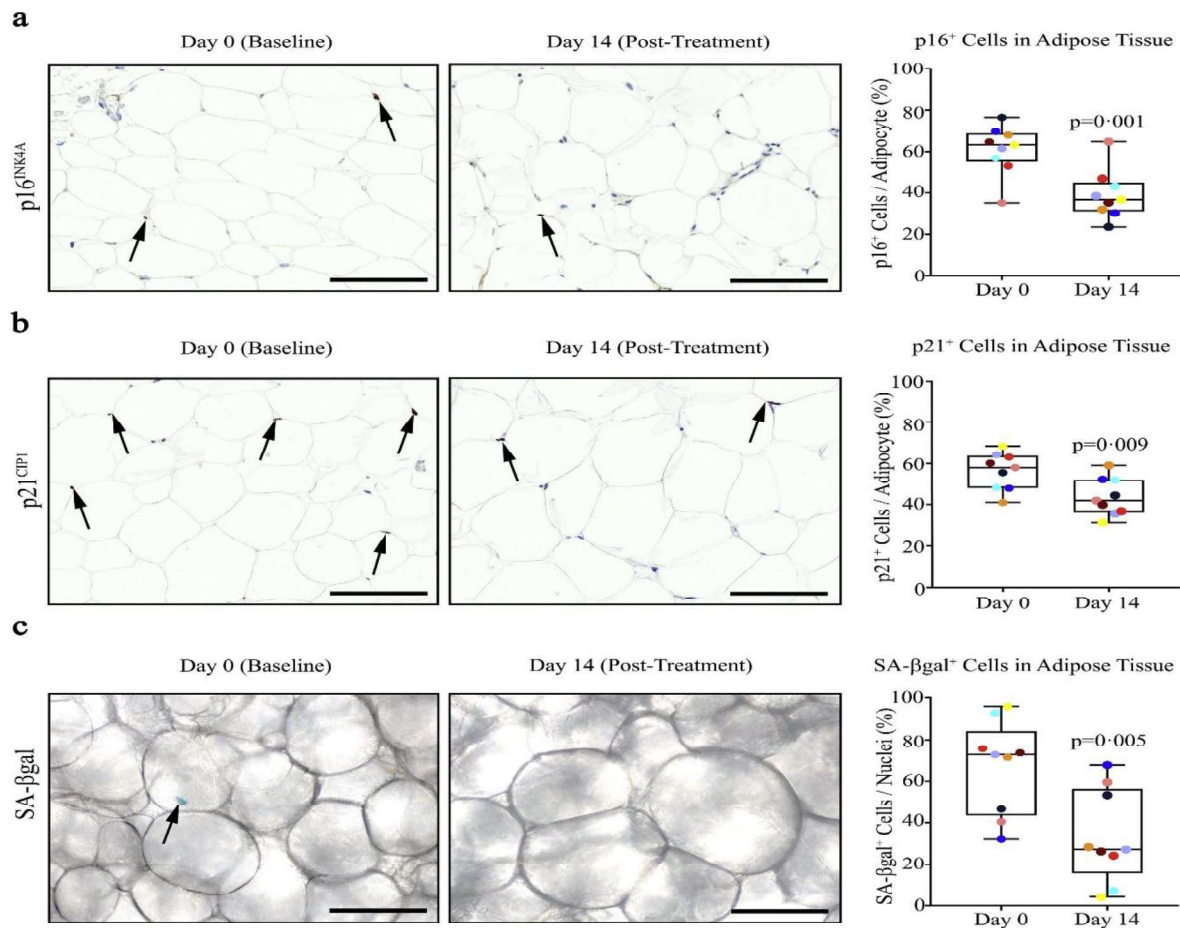 a
Day 0 (Baseline)
Day 14 (Post-Treatment)
p16⁺ Cells in Adipose Tissue
p16ᴵᴺᴷ⁴ᴬ
p16⁺ Cells / Adipocyte (%)
100
80
60
40
20
0
p=0·001
Day 0
Day 14
b
Day 0 (Baseline)
Day 14 (Post-Treatment)
p21⁺ Cells in Adipose Tissue
p21ᶜᴵᴾ¹
p21⁺ Cells / Adipocyte (%)
100
80
60
40
20
0
p=0·009
Day 0
Day 14
c
Day 0 (Baseline)
Day 14 (Post-Treatment)
SA-βgal⁺ Cells in Adipose Tissue
SA-βgal
SA-βgal⁺ Cells / Nuclei (%)
100
80
60
40
20
0
p=0·005
Day 0
Day 14